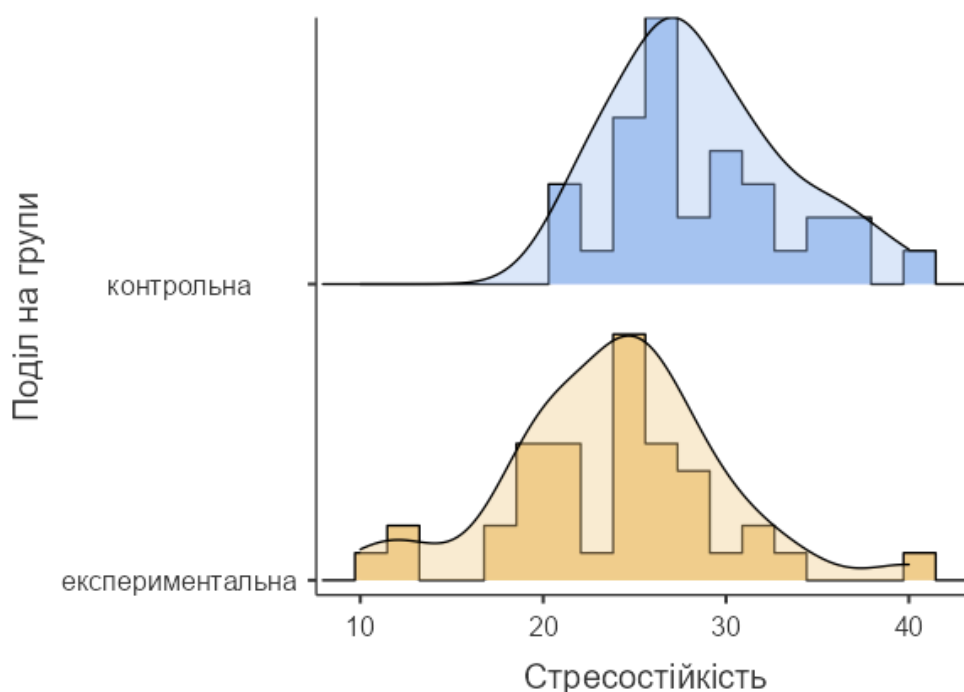 Поділ на групи
контрольна
експериментальна
10 20 30 40
Стресостійкість